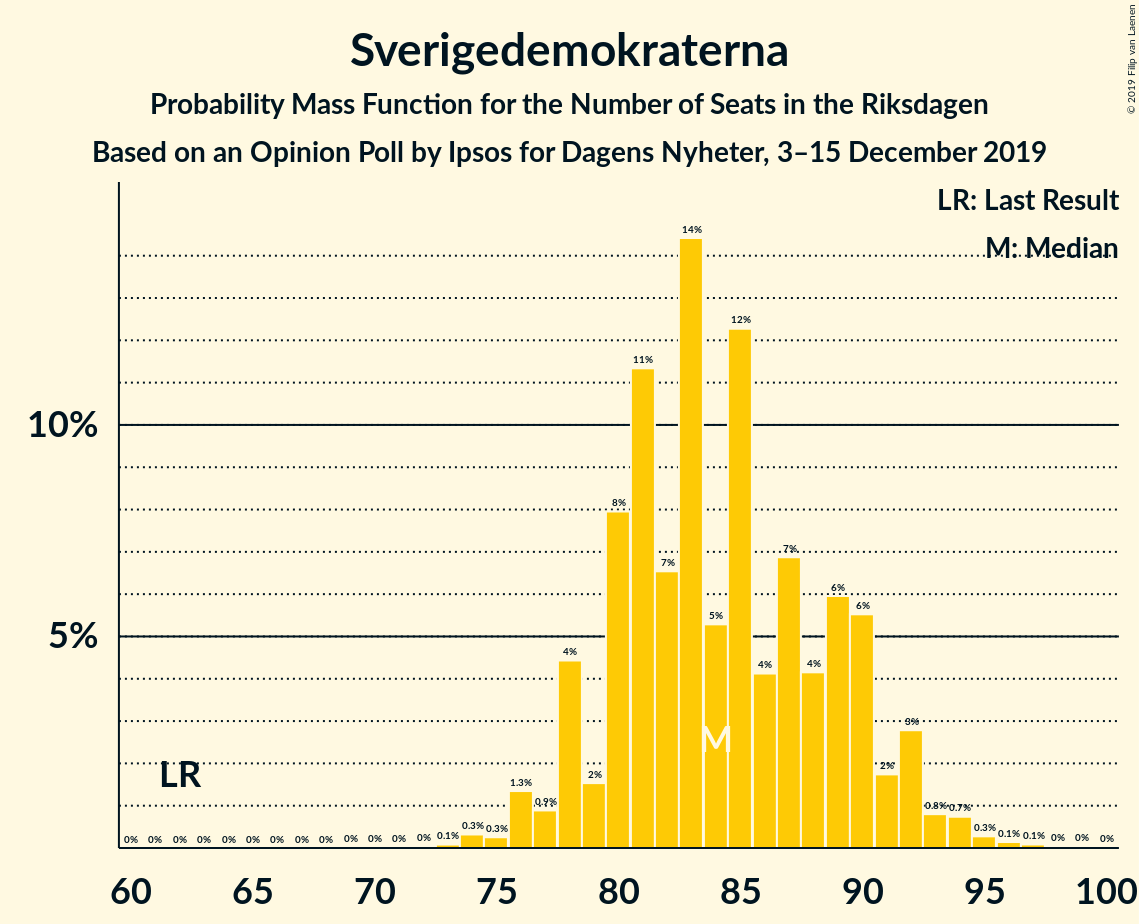 Sverigedemokraterna
Probability Mass Function for the Number of Seats in the Riksdagen
Based on an Opinion Poll by Ipsos for Dagens Nyheter, 3–15 December 2019
© 2019 Filip van Laenen
LR: Last Result
M: Median
10%
5%
0% 0% 0% 0% 0% 0% 0% 0% 0% 0% 0% 0% 0% 0.1% 0.3% 0.3% 1.3% 0.9% 4% 2% 8% 11% 7% 14% 5% 12% 4% 7% 4% 6% 6% 2% 3% 0.8% 0.7% 0.3% 0.1% 0.1% 0% 0% 0%
LR
M
60 65 70 75 80 85 90 95 100